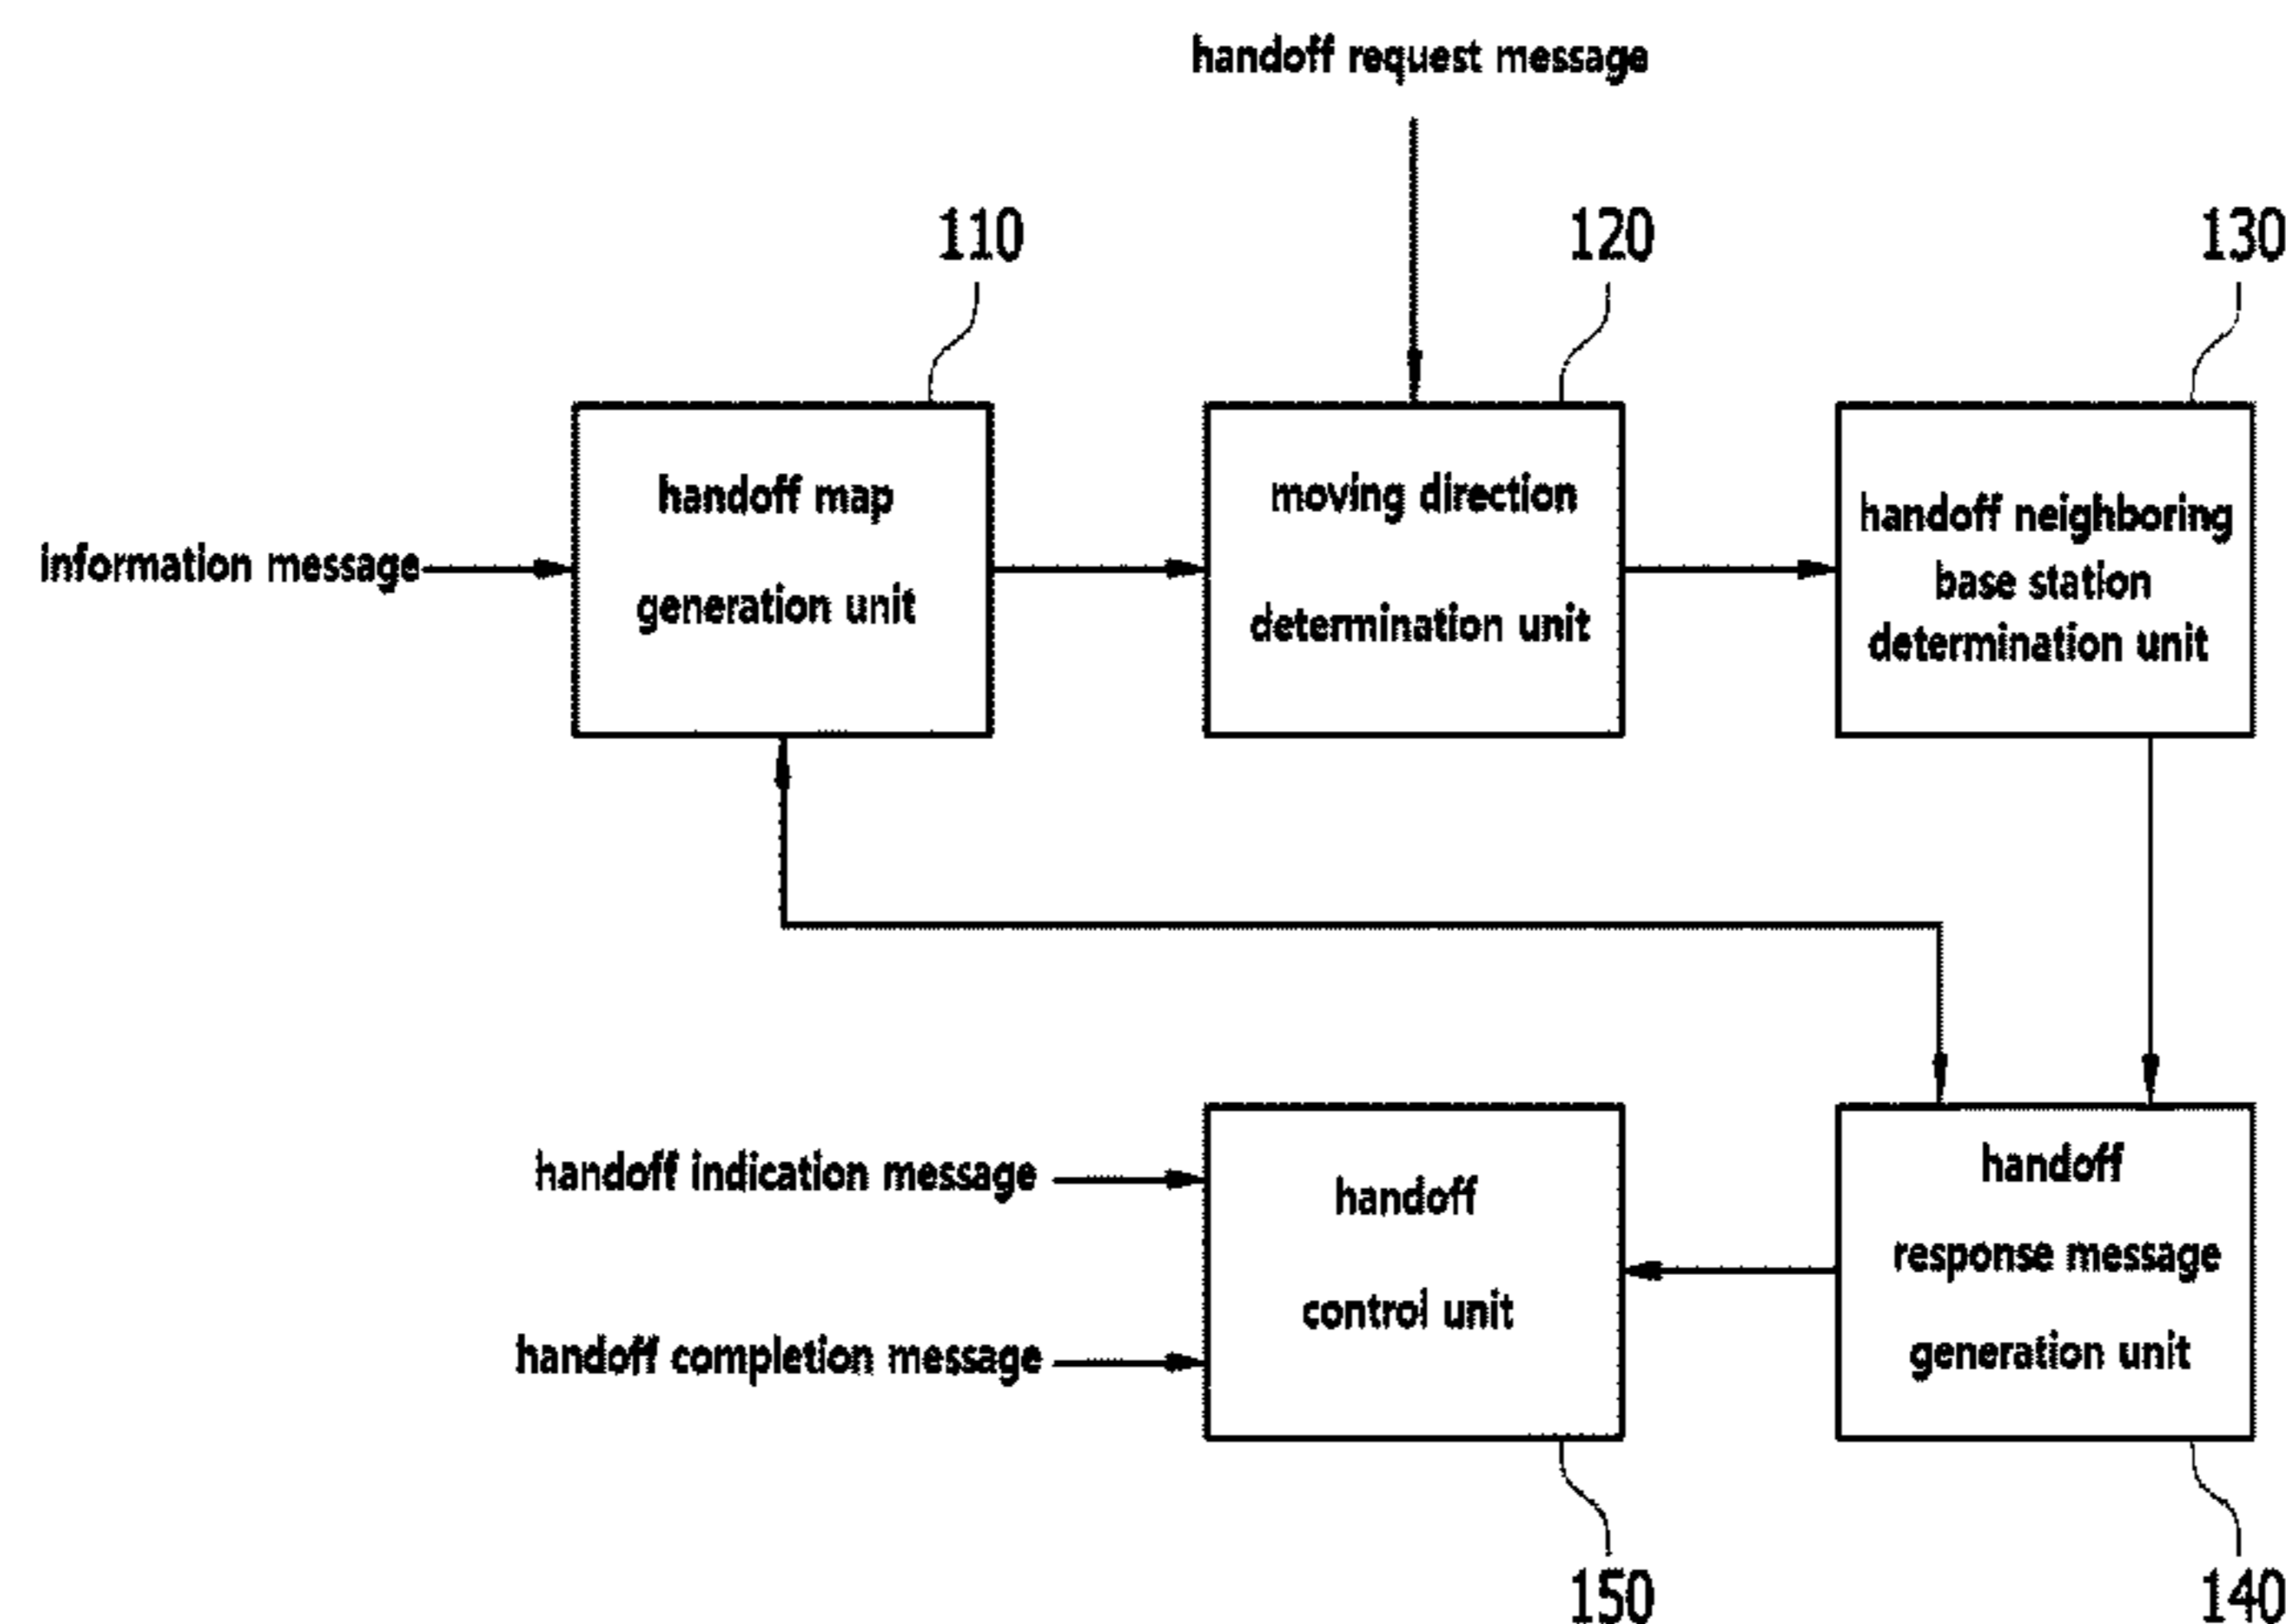 handoff request message
110
120
130
handoff map
generation unit
moving direction
determination unit
handoff neighboring
base station
determination unit
information message
handoff indication message
handoff completion message
handoff
control unit
handoff
response message
generation unit
150
140